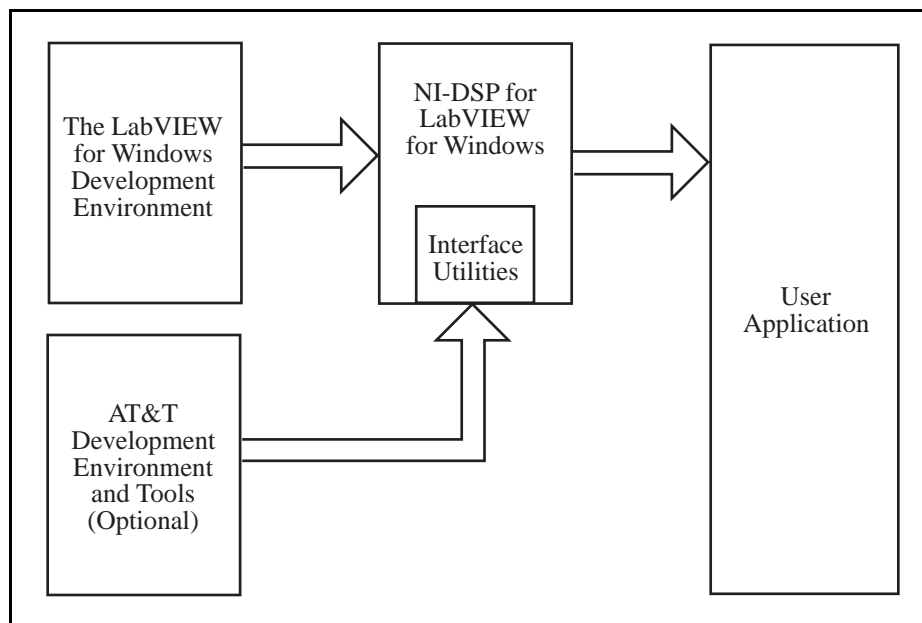 The LabVIEW
for Windows
Development
Environment
NI-DSP for
LabVIEW
for Windows
Interface
Utilities
User
Application
AT&T
Development
Environment
and Tools
(Optional)